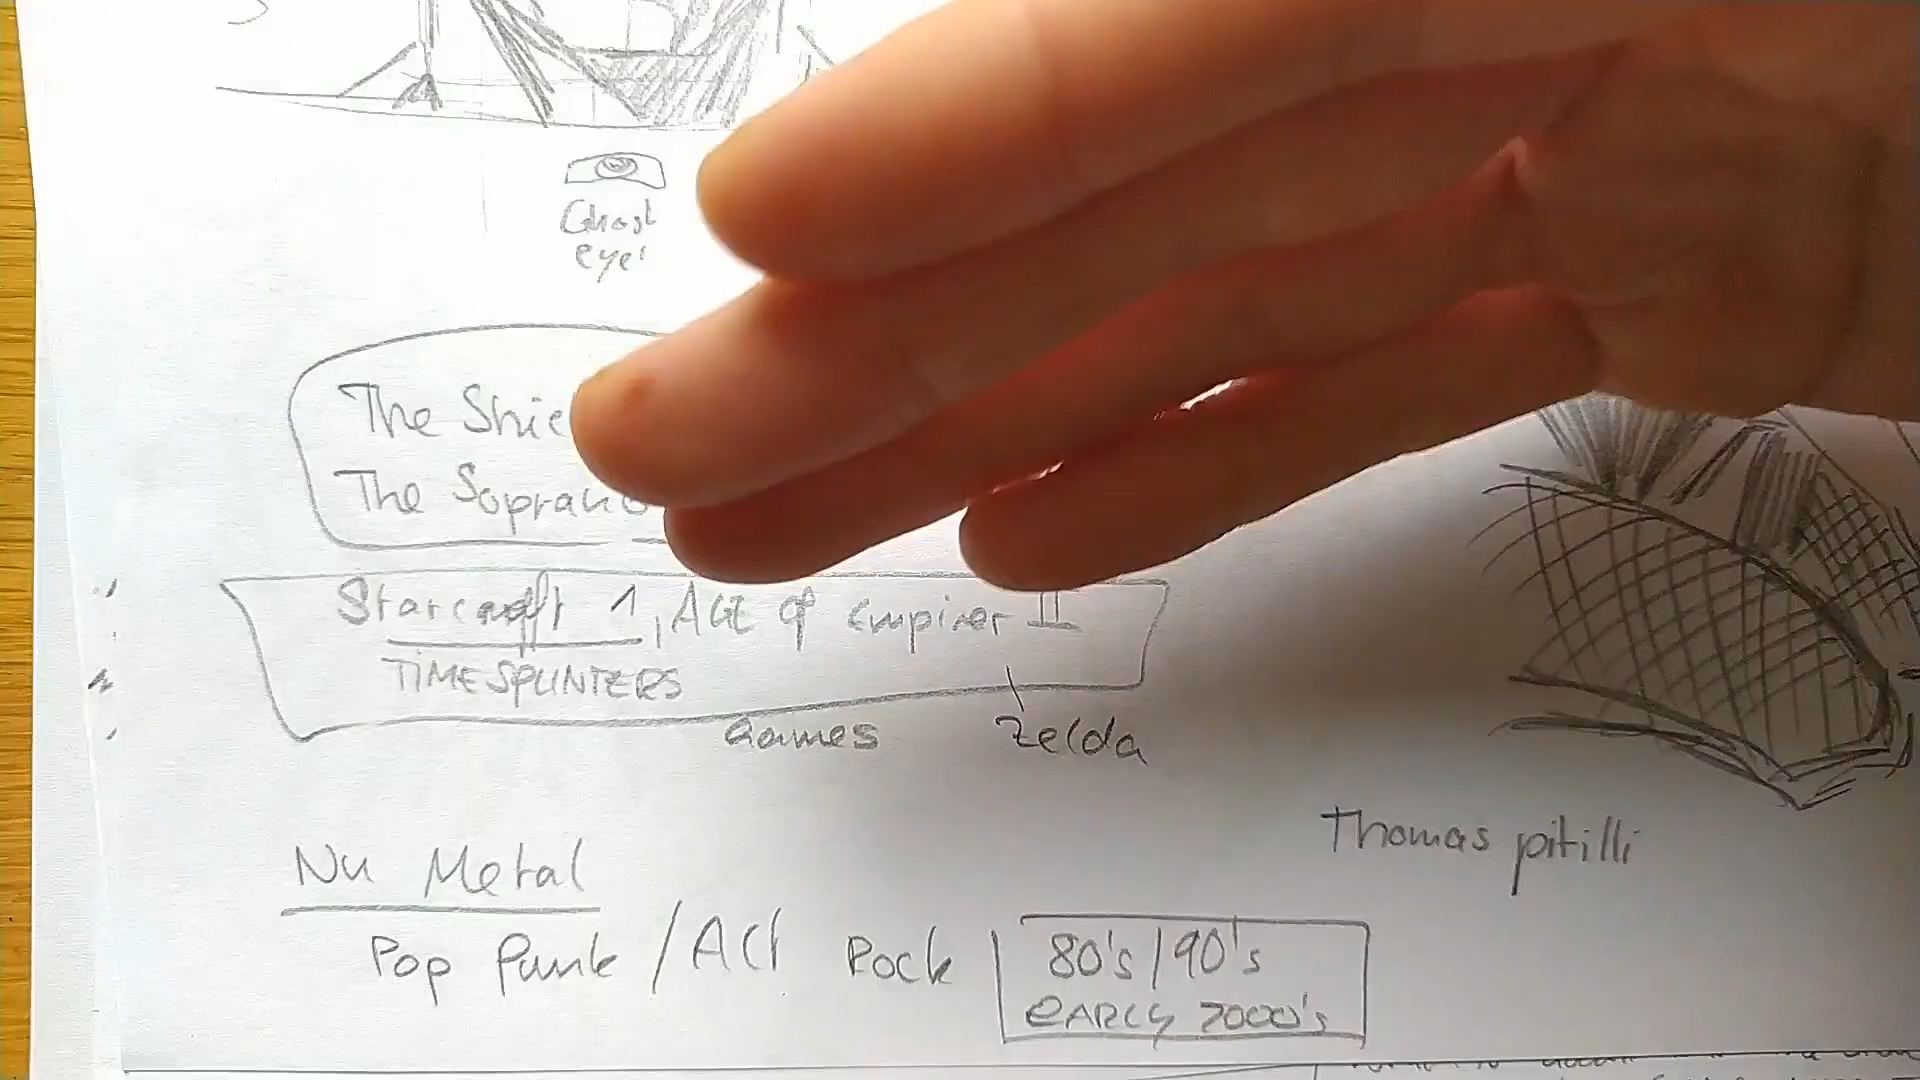 Ghost
eyes
The Shie
The Soprano
Starcraft 1, AGE of Empires II
TIMESPLINTERS
Games
Zelda
Thomas pitilli
Nu Metal
Pop Punk / Alt Rock
80's / 90's
EARLY 2000's